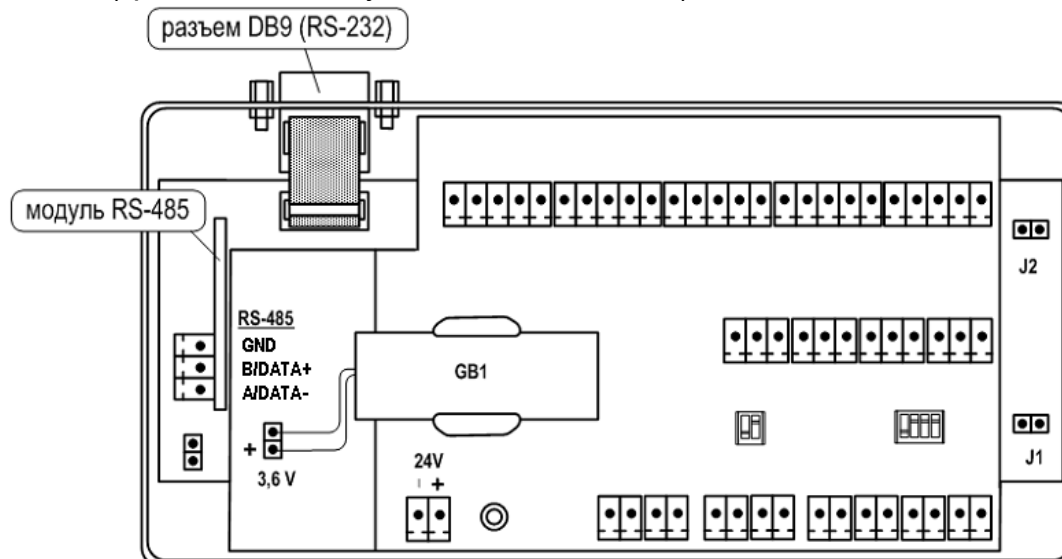 разъем DB9 (RS-232)
модуль RS-485
J2
RS-485
GND
B/DATA+
A/DATA-
GB1
+
3,6 V
24V
- +
J1